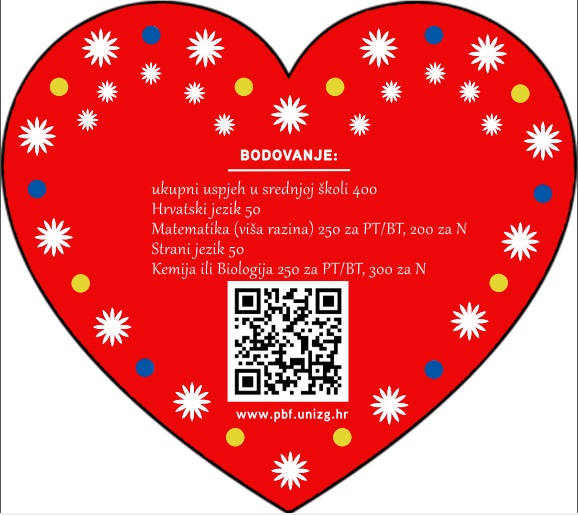 BODOVANJE:
ukupni uspjeh u srednjoj školi 400
Hrvatski jezik 50
Matematika (viša razina) 250 za PT/BT, 200 za N
Strani jezik 50
Kemija ili Biologija 250 za PT/BT, 300 za N
www.pbf.unizg.hr